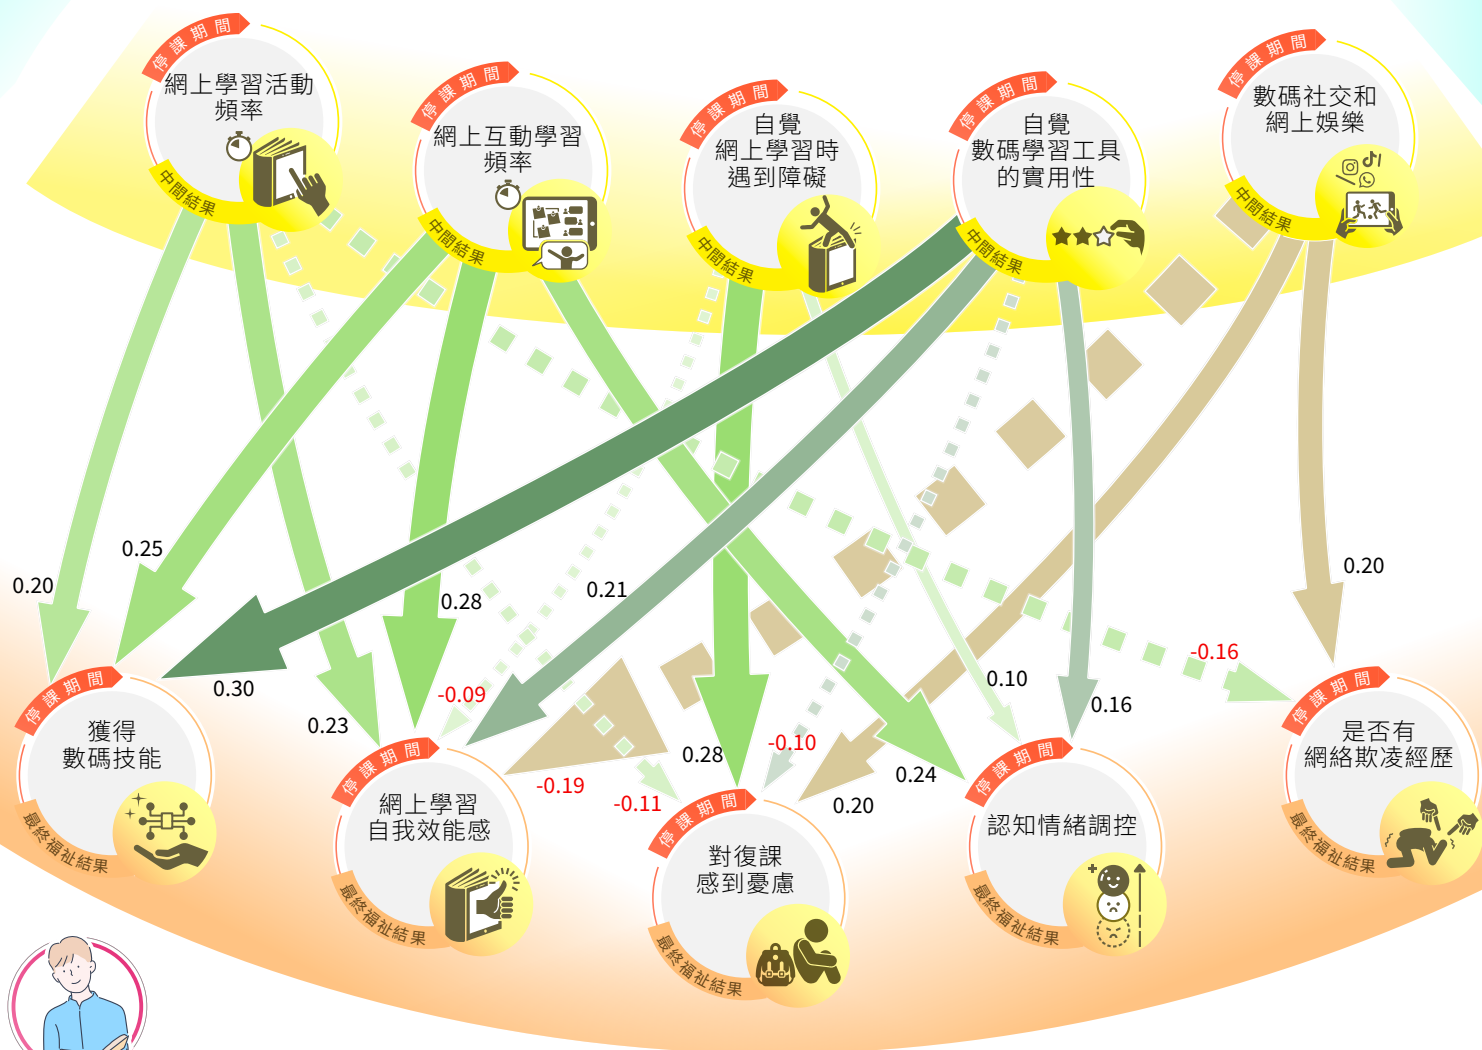 停課期間
網上學習活動
頻率
中間結果
停課期間
網上互動學習
頻率
中間結果
停課期間
自覺
網上學習時
遇到障礙
中間結果
停課期間
自覺
數碼學習工具
的實用性
中間結果
停課期間
數碼社交和
網上娛樂
中間結果
0.20
0.25
0.30
0.23
0.28
-0.09
0.21
-0.19
-0.11
0.28
-0.10
0.20
0.24
0.10
0.16
-0.16
0.20
停課期間
獲得
數碼技能
最終福祉結果
停課期間
網上學習
自我效能感
最終福祉結果
停課期間
對復課
感到憂慮
最終福祉結果
停課期間
認知情緒調控
最終福祉結果
停課期間
是否有
網絡欺凌經歷
最終福祉結果